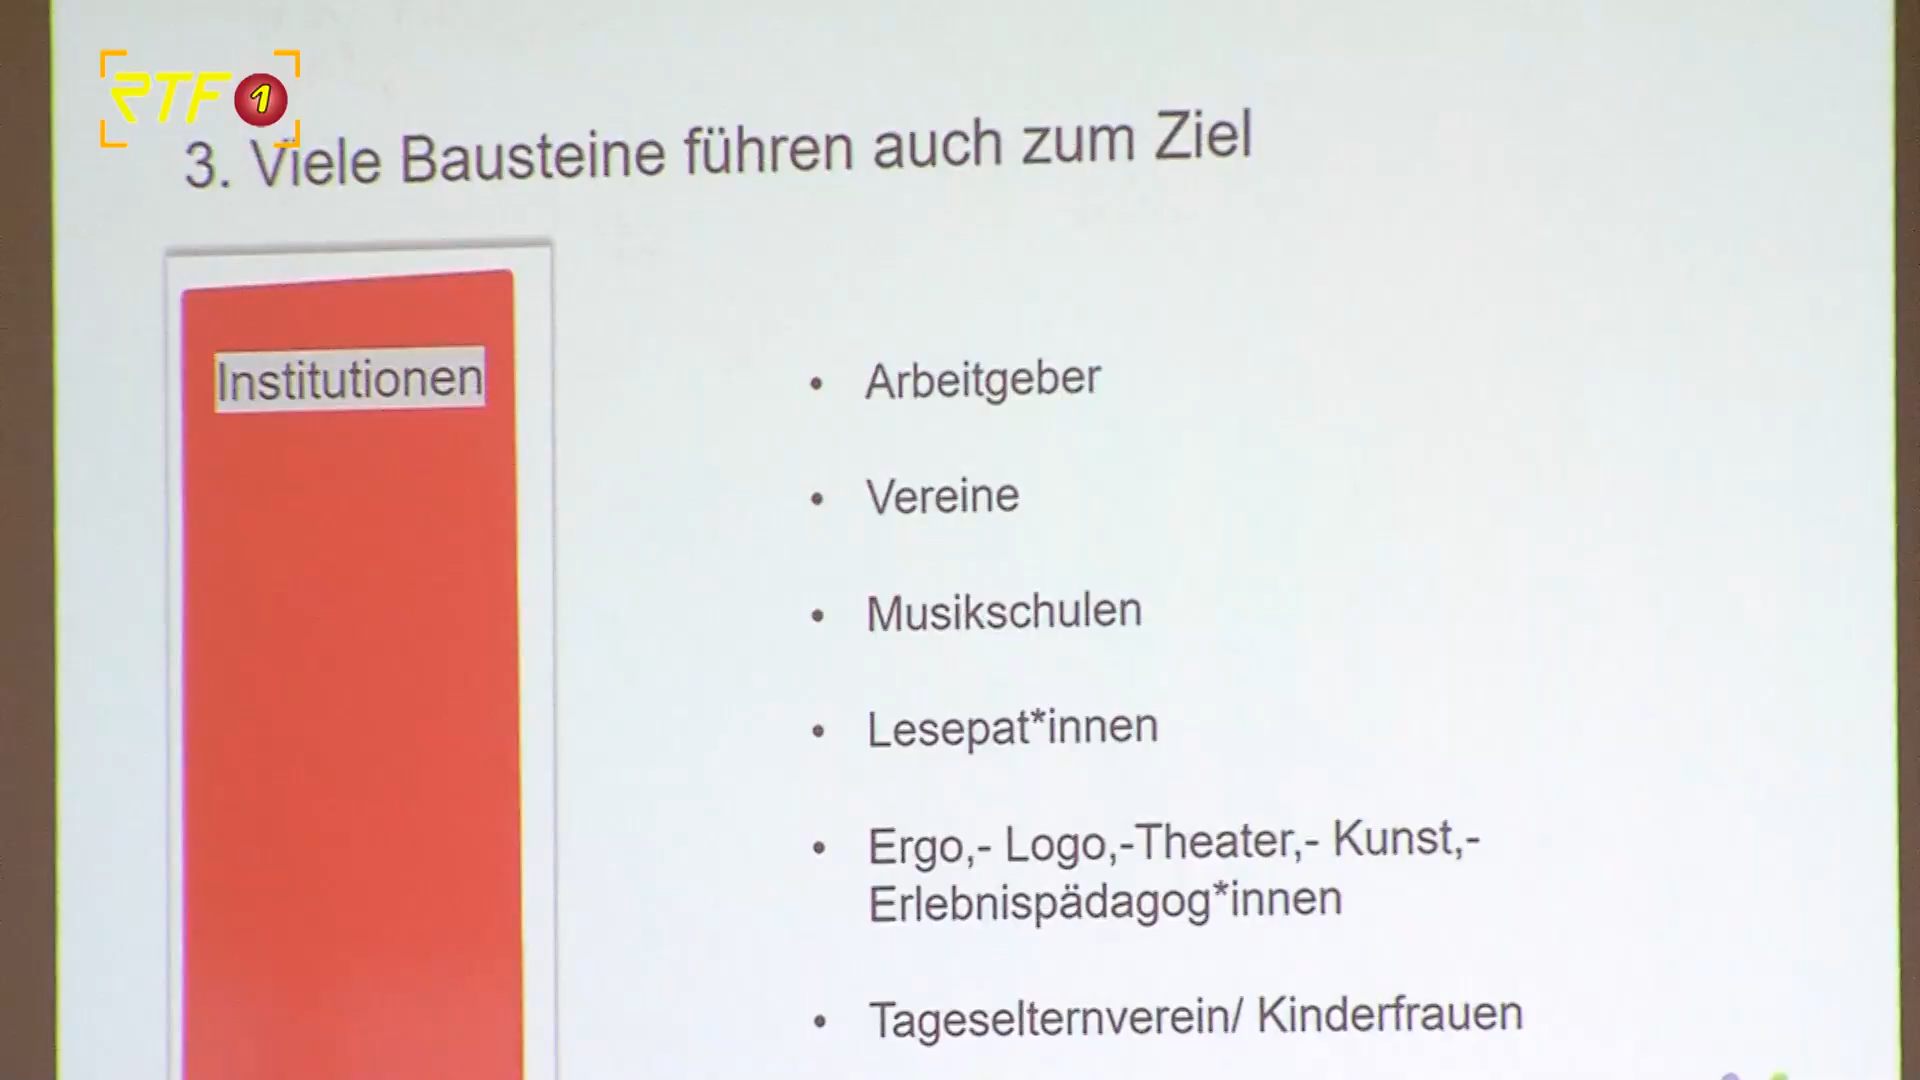 RTF 1
3. Viele Bausteine führen auch zum Ziel
Institutionen
• Arbeitgeber
• Vereine
• Musikschulen
• Lesepat*innen
• Ergo,- Logo,-Theater,- Kunst,-
Erlebnispädagog*innen
• Tageselternverein/ Kinderfrauen